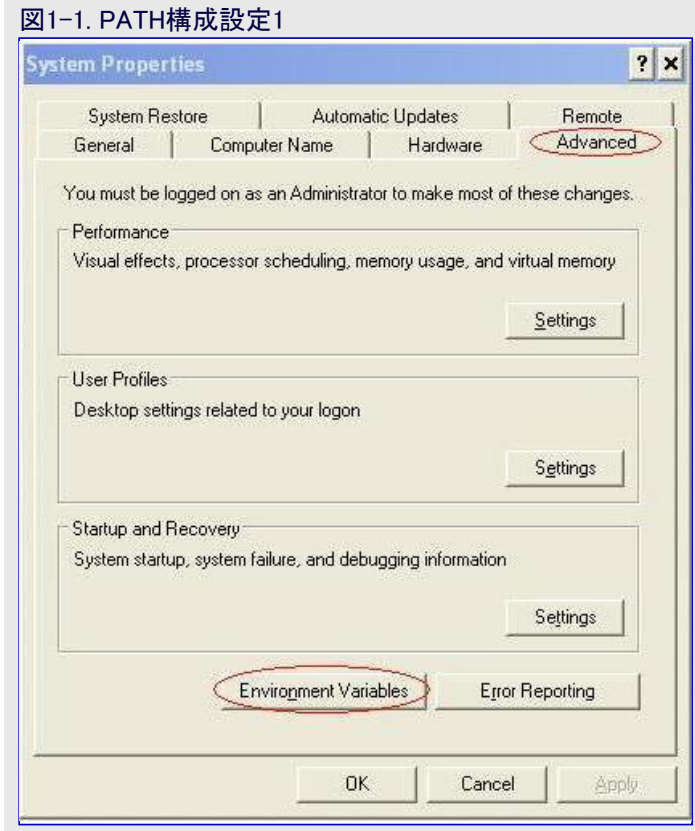 図1-1. PATH構成設定1
System Properties
? ×
System Restore Automatic Updates Remote
General Computer Name Hardware Advanced
You must be logged on as an Administrator to make most of these changes.
Performance
Visual effects, processor scheduling, memory usage, and virtual memory
Settings
User Profiles
Desktop settings related to your logon
Settings
Startup and Recovery
System startup, system failure, and debugging information
Settings
Environment Variables Error Reporting
OK Cancel Apply